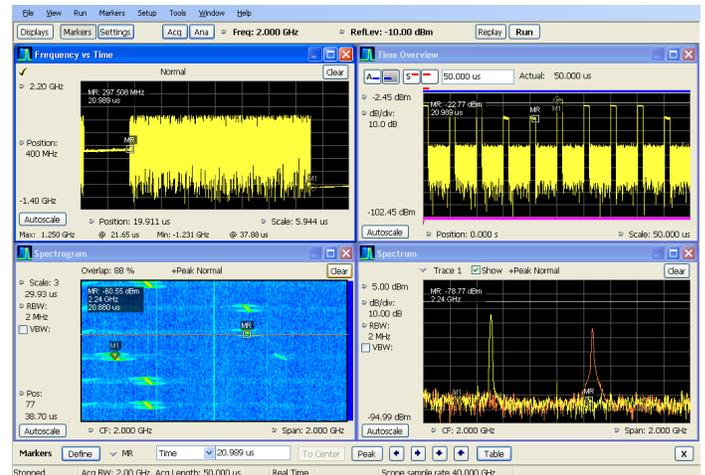 File View Run Markers Setup Tools Window Help
Displays Markers Settings Acq Ana Freq: 2.000 GHz RefLev: -10.00 dBm Replay Run
Frequency vs Time
Normal Clear
2.20 GHz
MR: 297.508 MHz
20.989 us
Position:
400 MHz
MR
M1
-1.40 GHz
Autoscale Position: 19.911 us Scale: 5.944 us
Max: 1.250 GHz @ 21.65 us Min: -1.231 GHz @ 37.88 us
Time Overview
A S 50.000 us Actual: 50.000 us
-2.45 dBm
dB/div:
10.0 dB
MR: -22.77 dBm
20.989 us
MR
M1
-102.45 dBm
Autoscale Position: 0.000 s Scale: 50.000 us
Spectrogram
Overlap: 88 % +Peak Normal Clear
Scale: 3
29.93 us
RBW:
2 MHz
VBW:
MR: -60.55 dBm
2.24 GHz
20.880 us
MR
M1
Pos:
77
38.70 us
Autoscale CF: 2.000 GHz Span: 2.000 GHz
Spectrum
Trace 1 Show +Peak Normal Clear
5.00 dBm
dB/div:
10.00 dB
RBW:
2 MHz
VBW:
MR: -78.77 dBm
2.24 GHz
M1
MR
-94.99 dBm
Autoscale CF: 2.000 GHz Span: 2.000 GHz
Markers Define MR Time 20.989 us To Center Peak Table X
Stopped Acq BW: 2.00 GHz, Acq Length: 50.000 us Real Time Scope sample rate 40.000 GHz